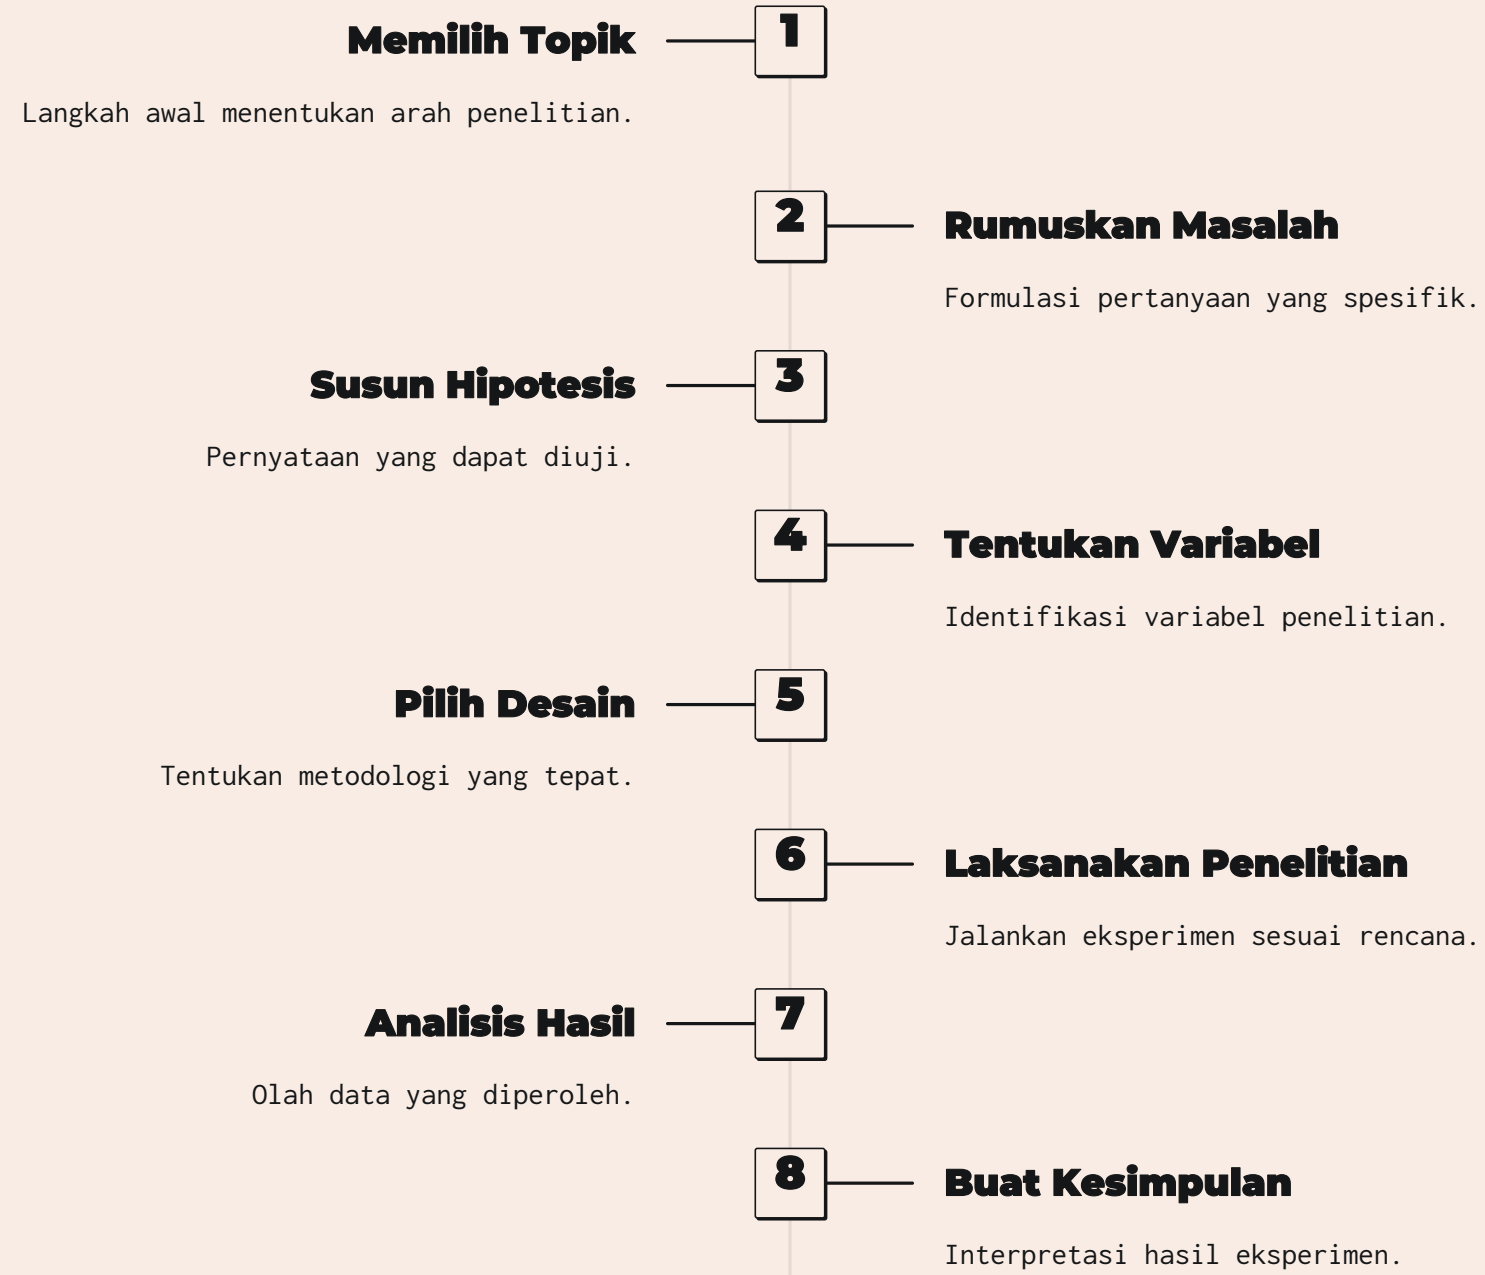 Memilih Topik
1
Langkah awal menentukan arah penelitian.
2
Rumuskan Masalah
Formulasi pertanyaan yang spesifik.
Susun Hipotesis
3
Pernyataan yang dapat diuji.
4
Tentukan Variabel
Identifikasi variabel penelitian.
Pilih Desain
5
Tentukan metodologi yang tepat.
6
Laksanakan Penelitian
Jalankan eksperimen sesuai rencana.
Analisis Hasil
7
Olah data yang diperoleh.
8
Buat Kesimpulan
Interpretasi hasil eksperimen.